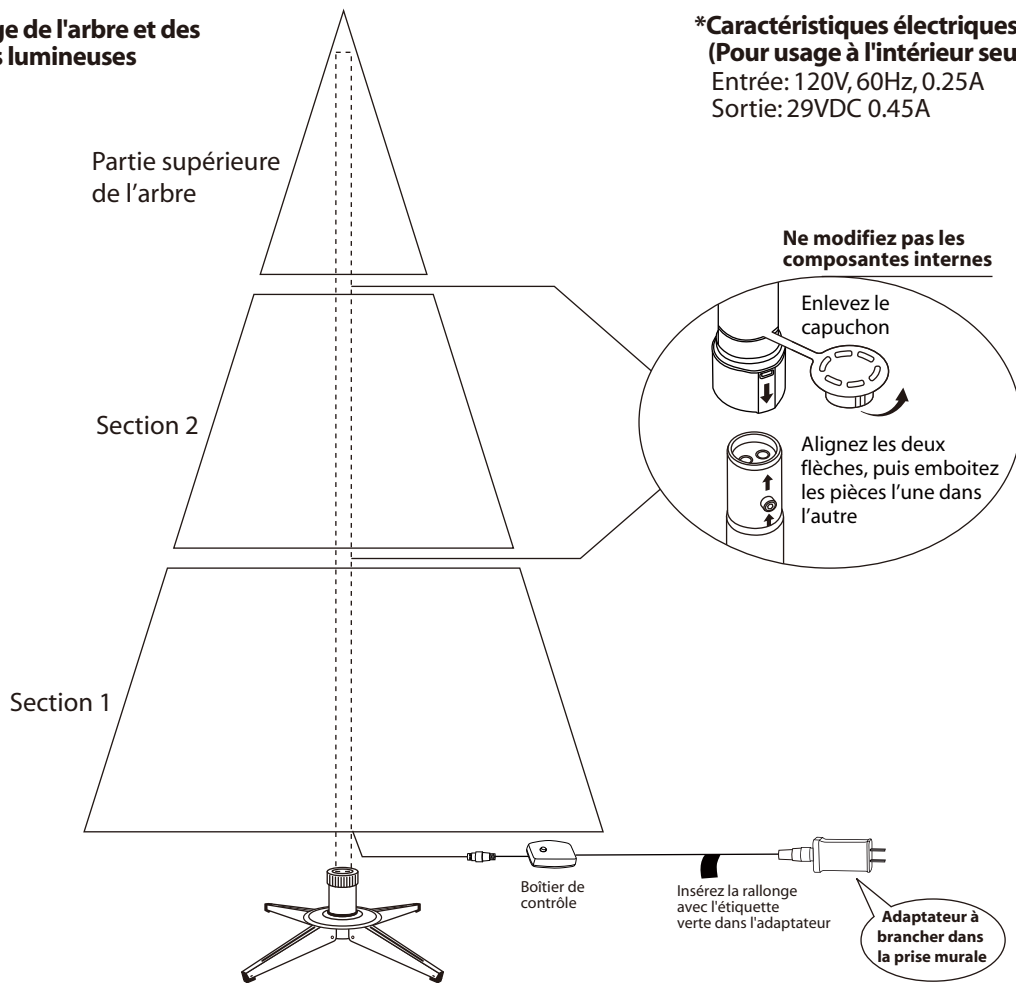 ge de l'arbre et des
s lumineuses
*Caractéristiques électriques
(Pour usage à l'intérieur seu
Entrée: 120V, 60Hz, 0.25A
Sortie: 29VDC 0.45A
Partie supérieure
de l’arbre
Ne modifiez pas les
composantes internes
Enlevez le
capuchon
Section 2
Alignez les deux
flèches, puis emboitez
les pièces l’une dans
l’autre
Section 1
Boîtier de
contrôle
Insérez la rallonge
avec l'étiquette
verte dans l'adaptateur
Adaptateur à
brancher dans
la prise murale